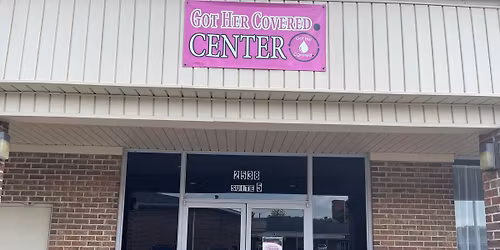 Got Her Covered
Center
2538
SUITE 5